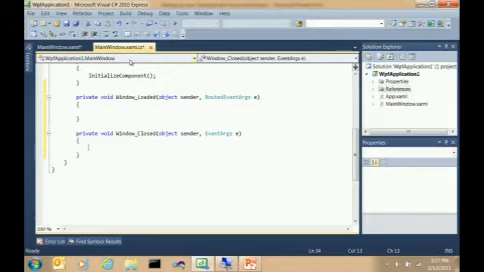 WpfApplication1 - Microsoft Visual C# 2010 Express
File Edit View Refactor Project Build Debug Data Tools Window Help
MainWindow.xaml* MainWindow.xaml.cs*
WpfApplication1.MainWindow Window_Closed(object sender, EventArgs e)
{
InitializeComponent();
}
private void Window_Loaded(object sender, RoutedEventArgs e)
{
}
private void Window_Closed(object sender, EventArgs e)
{
}
}
}
100 %
Error List Find Symbol Results
Ready Ln 34 Col 13 Ch 13 INS
Solution Explorer
Solution 'WpfApplication1'
WpfApplication1
Properties
References
App.xaml
MainWindow.xaml
Properties